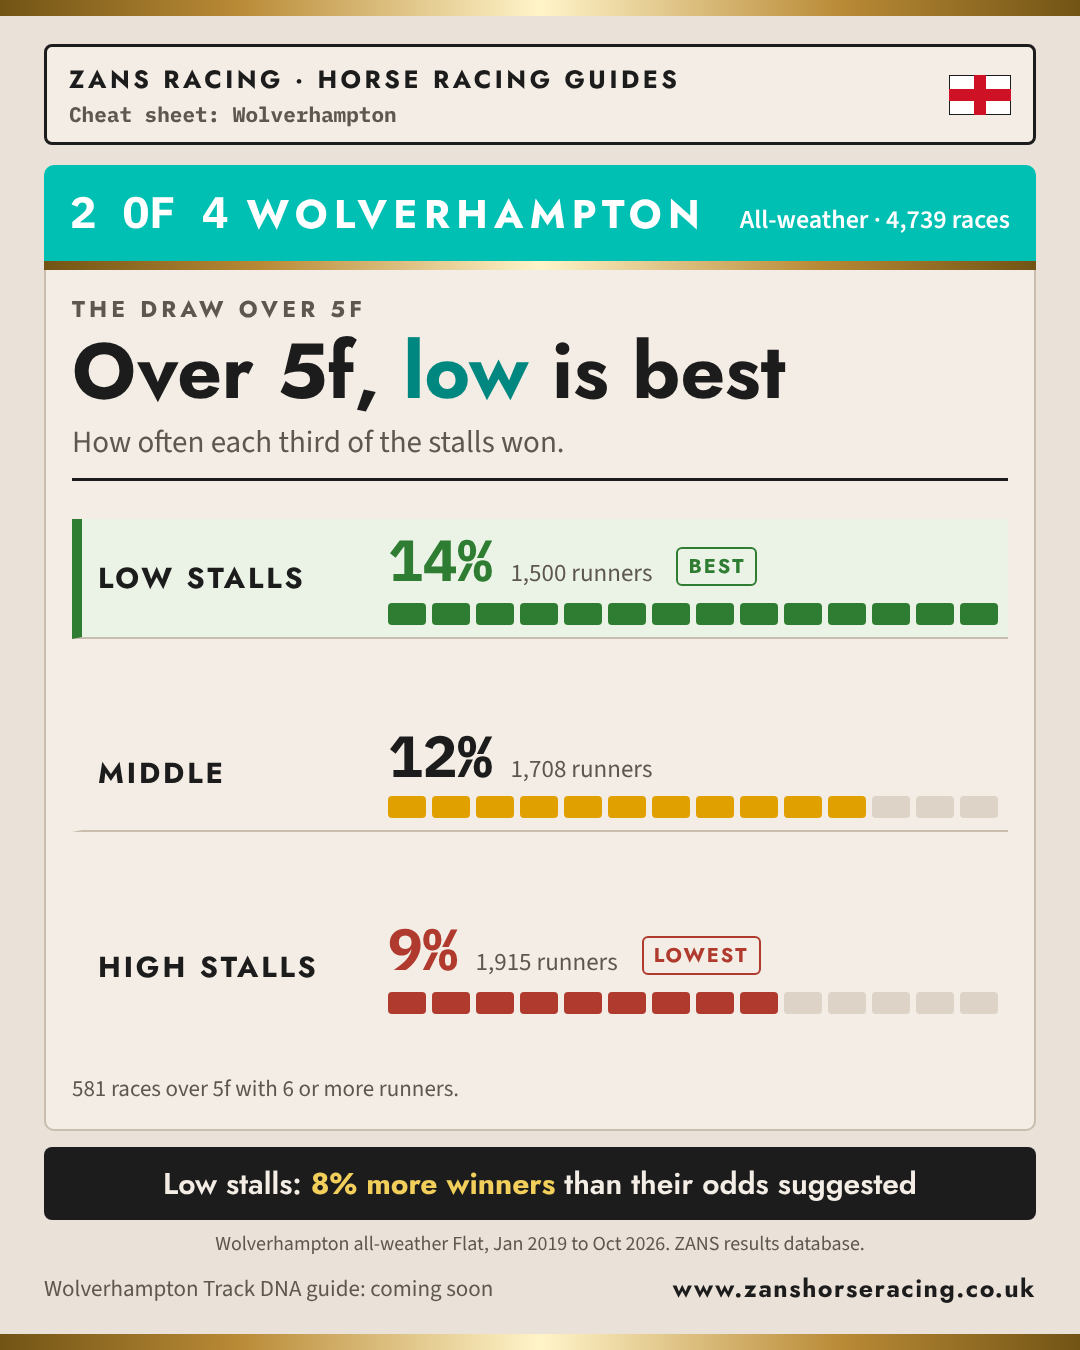 ZANS RACING · HORSE RACING GUIDES
Cheat sheet: Wolverhampton
2 OF 4 WOLVERHAMPTON All-weather · 4,739 races
THE DRAW OVER 5F
Over 5f, low is best
How often each third of the stalls won.
LOW STALLS 14% 1,500 runners BEST
MIDDLE 12% 1,708 runners
HIGH STALLS 9% 1,915 runners LOWEST
581 races over 5f with 6 or more runners.
Low stalls: 8% more winners than their odds suggested
Wolverhampton all-weather Flat, Jan 2019 to Oct 2026. ZANS results database.
Wolverhampton Track DNA guide: coming soon www.zanshorseracing.co.uk